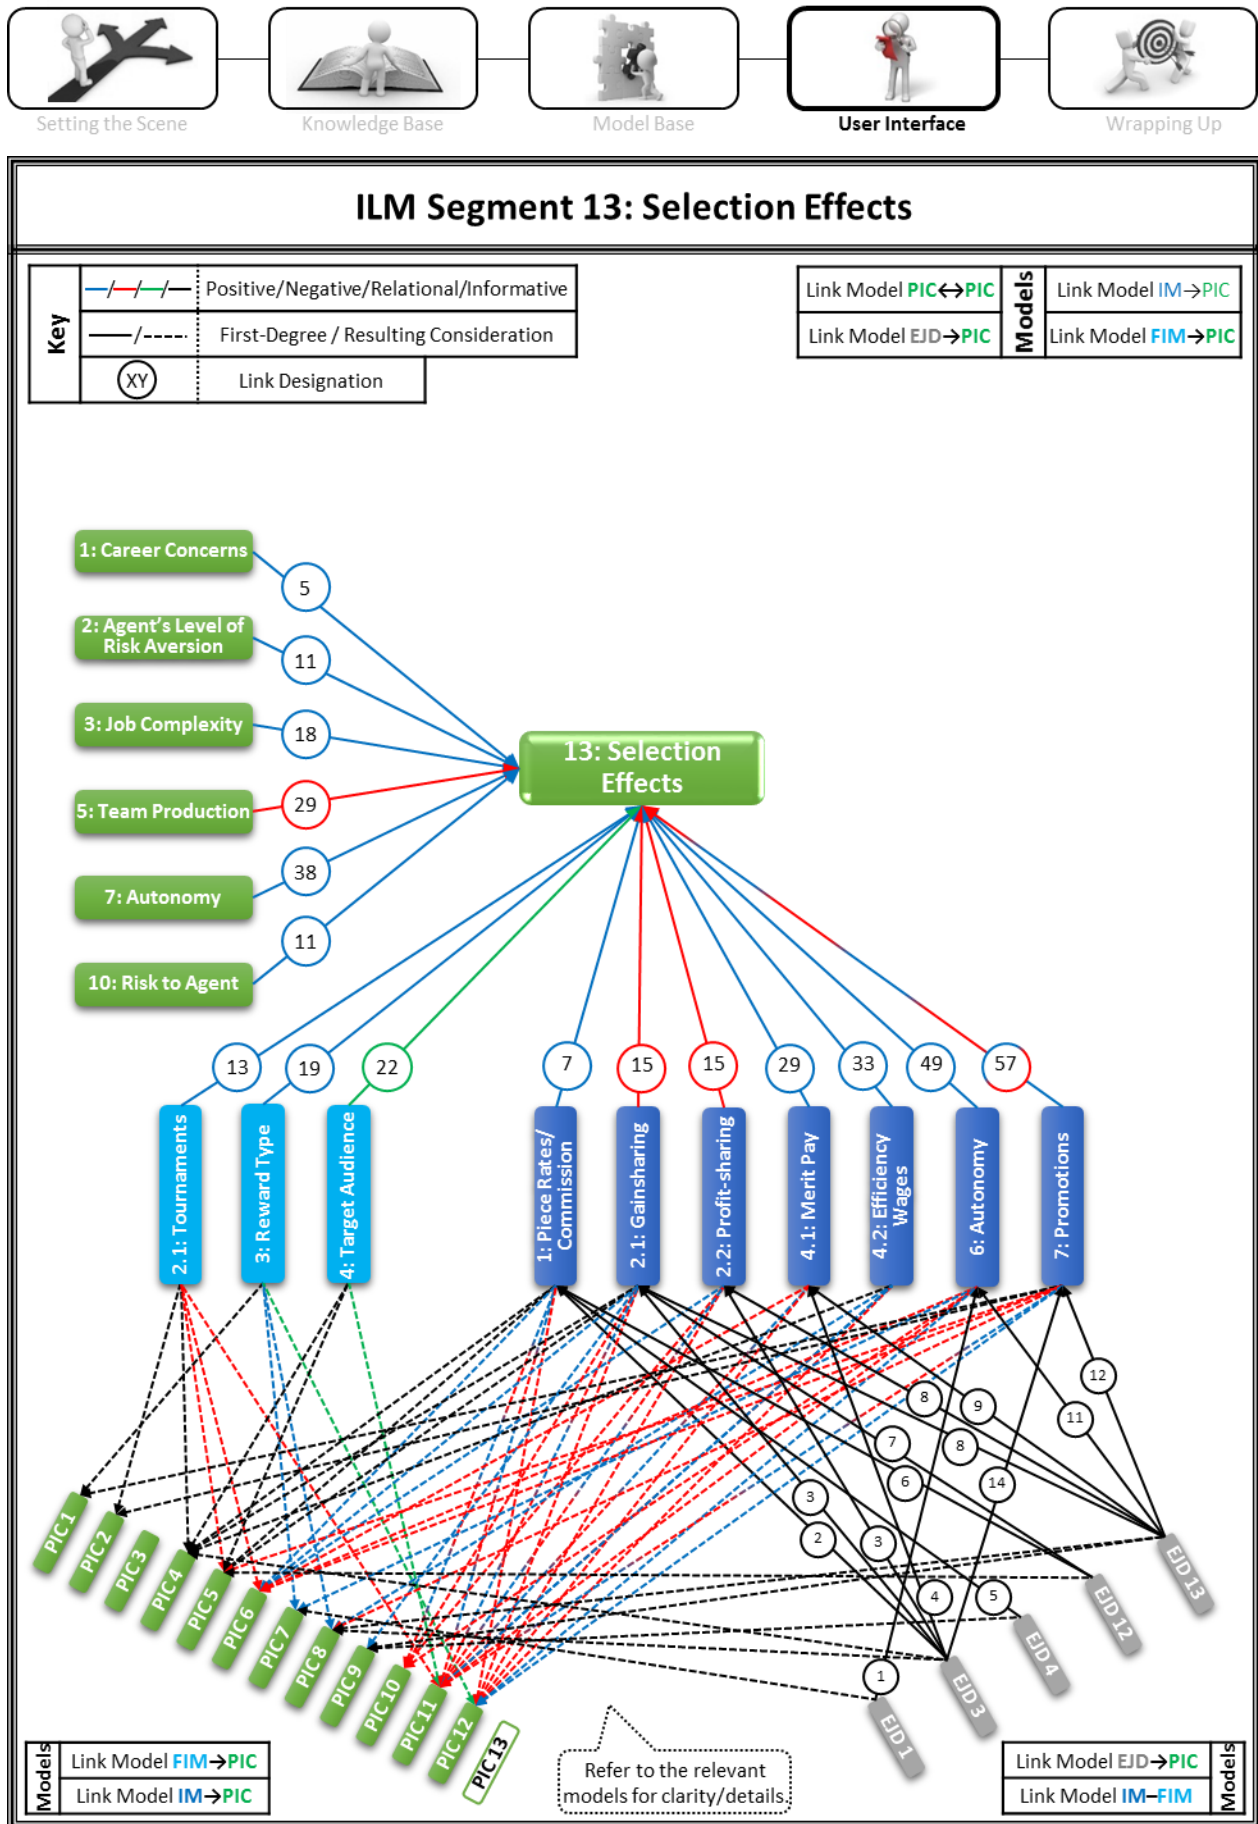 Setting the Scene
Knowledge Base
Model Base
User Interface
Wrapping Up
ILM Segment 13: Selection Effects
Key
Positive/Negative/Relational/Informative
First-Degree / Resulting Consideration
XY
Link Designation
Link Model PIC↔PIC
Link Model EJD→PIC
Models
Link Model IM→PIC
Link Model FIM→PIC
1: Career Concerns
2: Agent's Level of
Risk Aversion
3: Job Complexity
5: Team Production
7: Autonomy
10: Risk to Agent
5
11
18
29
38
11
13: Selection
Effects
13
19
22
7
15
15
29
33
49
57
2.1: Tournaments
3: Reward Type
4: Target Audience
1: Piece Rates/
Commission
2.1: Gainsharing
2.2: Profit-sharing
4.1: Merit Pay
4.2: Efficiency
Wages
6: Autonomy
7: Promotions
12
8
9
11
7
8
6
14
3
2
3
4
5
1
PIC 1
PIC 2
PIC 3
PIC 4
PIC 5
PIC 6
PIC 7
PIC 8
PIC 9
PIC 10
PIC 11
PIC 12
PIC 13
EJD 1
EJD 3
EJD 4
EJD 12
EJD 13
Models
Link Model FIM→PIC
Link Model IM→PIC
Refer to the relevant
models for clarity/details.
Link Model EJD→PIC
Link Model IM–FIM
Models